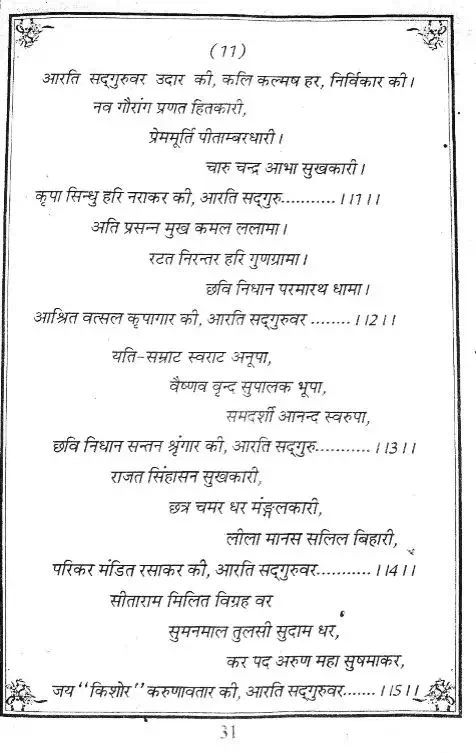 (11)
आरति सद्गुरुवर उदार की, कलि कल्मष हर, निर्विकार की।
नव गौरांग प्रणत हितकारी,
प्रेममूर्ति पीताम्बरधारी।
चारु चन्द्र आभा सुखकारी।
कृपा सिन्धु हरि नराकर की, आरति सद्गुरु...........।।1।।
अति प्रसन्न मुख कमल ललामा।
रटत निरन्तर हरि गुणग्रामा।
छवि निधान परमारथ धामा।
आश्रित वत्सल कृपागार की, आरति सद्गुरुवर ........।।2।।
यति-सम्राट स्वराट अनूपा,
वैष्णव वृन्द सुपालक भूपा,
समदर्शी आनन्द स्वरुपा,
छवि निधान सन्तन श्रृंगार की, आरति सद्गुरु...........।।3।।
राजत सिंहासन सुखकारी,
छत्र चमर धर मंङ्गलकारी,
लीला मानस सलिल बिहारी,
परिकर मंडित रसाकर की, आरति सद्गुरुवर...........।।4।।
सीताराम मिलित विग्रह वर
सुमनमाल तुलसी सुदाम धर,
कर पद अरुण महा सुषमाकर,
जय "किशोर" करुणावतार की, आरति सद्गुरुवर.......।।5।।
31